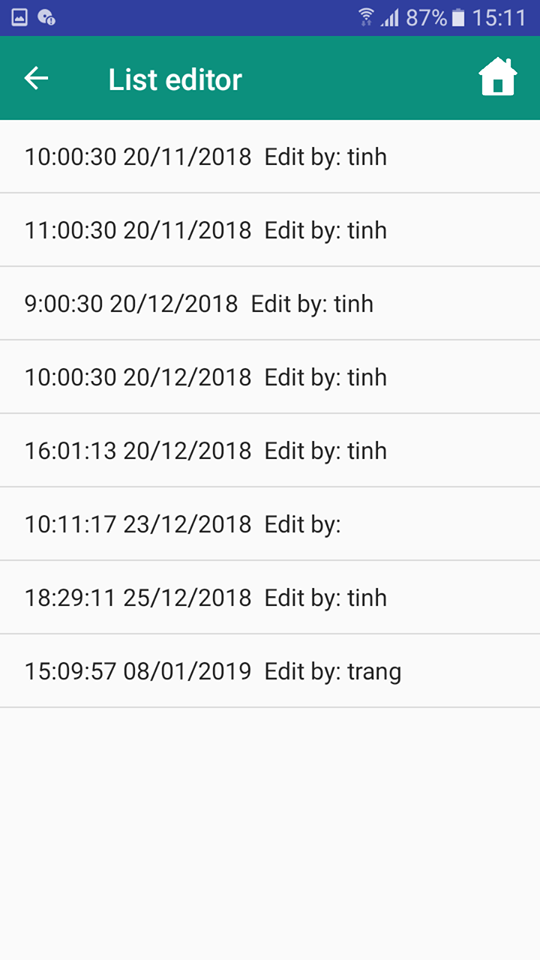 87% 15:11
List editor
10:00:30 20/11/2018 Edit by: tinh
11:00:30 20/11/2018 Edit by: tinh
9:00:30 20/12/2018 Edit by: tinh
10:00:30 20/12/2018 Edit by: tinh
16:01:13 20/12/2018 Edit by: tinh
10:11:17 23/12/2018 Edit by:
18:29:11 25/12/2018 Edit by: tinh
15:09:57 08/01/2019 Edit by: trang